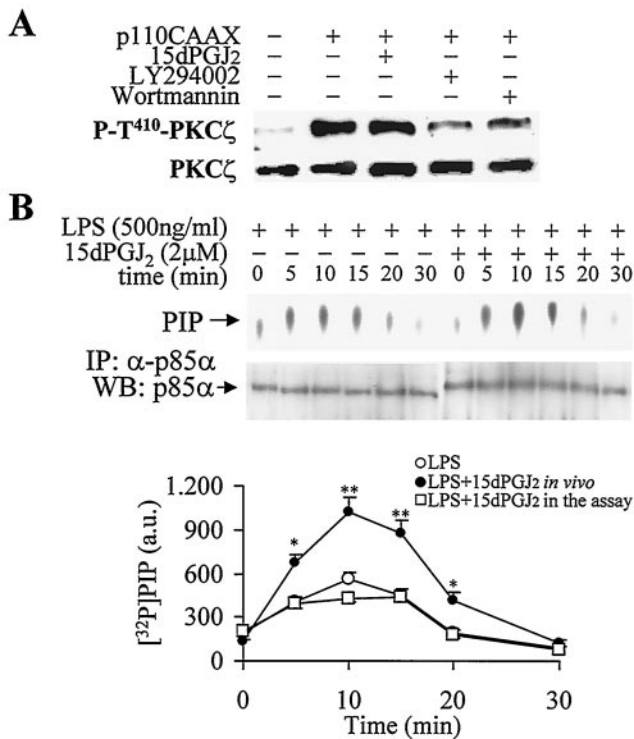 A
p110CAAX − + + + +
15dPGJ₂ − − + − −
LY294002 − − − + −
Wortmannin − − − − +
P-T⁴¹⁰-PKCζ
PKCζ
B
LPS (500ng/ml) + + + + + + + + + + + +
15dPGJ₂ (2µM) − − − − − − + + + + + +
time (min) 0 5 10 15 20 30 0 5 10 15 20 30
PIP
IP: α-p85α
WB: p85α
LPS
LPS+15dPGJ₂ in vivo
LPS+15dPGJ₂ in the assay
1.200
900
600
300
0
[³²P]PIP (a.u.)
* ** ** *
0 10 20 30
Time (min)